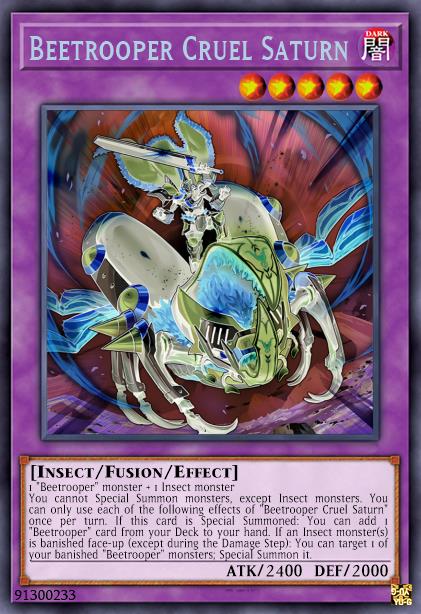 BEETROOPER CRUEL SATURN
DARK
闇
[INSECT/FUSION/EFFECT]
1 "Beetrooper" monster + 1 Insect monster
You cannot Special Summon monsters, except Insect monsters. You
can only use each of the following effects of "Beetrooper Cruel Saturn"
once per turn. If this card is Special Summoned: You can add 1
"Beetrooper" card from your Deck to your hand. If an Insect monster(s)
is banished face-up (except during the Damage Step): You can target 1 of
your banished "Beetrooper" monsters; Special Summon it.
ATK/2400 DEF/2000
91300233